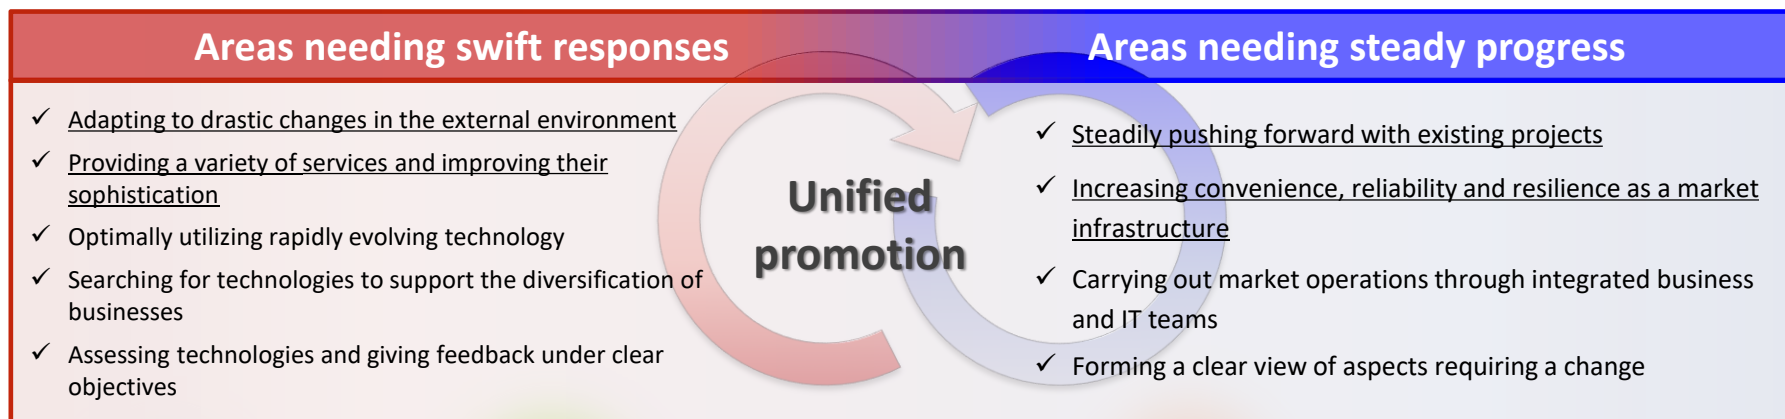 Areas needing swift responses
✓ Adapting to drastic changes in the external environment
✓ Providing a variety of services and improving their
sophistication
✓ Optimally utilizing rapidly evolving technology
✓ Searching for technologies to support the diversification of
businesses
✓ Assessing technologies and giving feedback under clear
objectives
Unified
promotion
Areas needing steady progress
✓ Steadily pushing forward with existing projects
✓ Increasing convenience, reliability and resilience as a market
infrastructure
✓ Carrying out market operations through integrated business
and IT teams
✓ Forming a clear view of aspects requiring a change